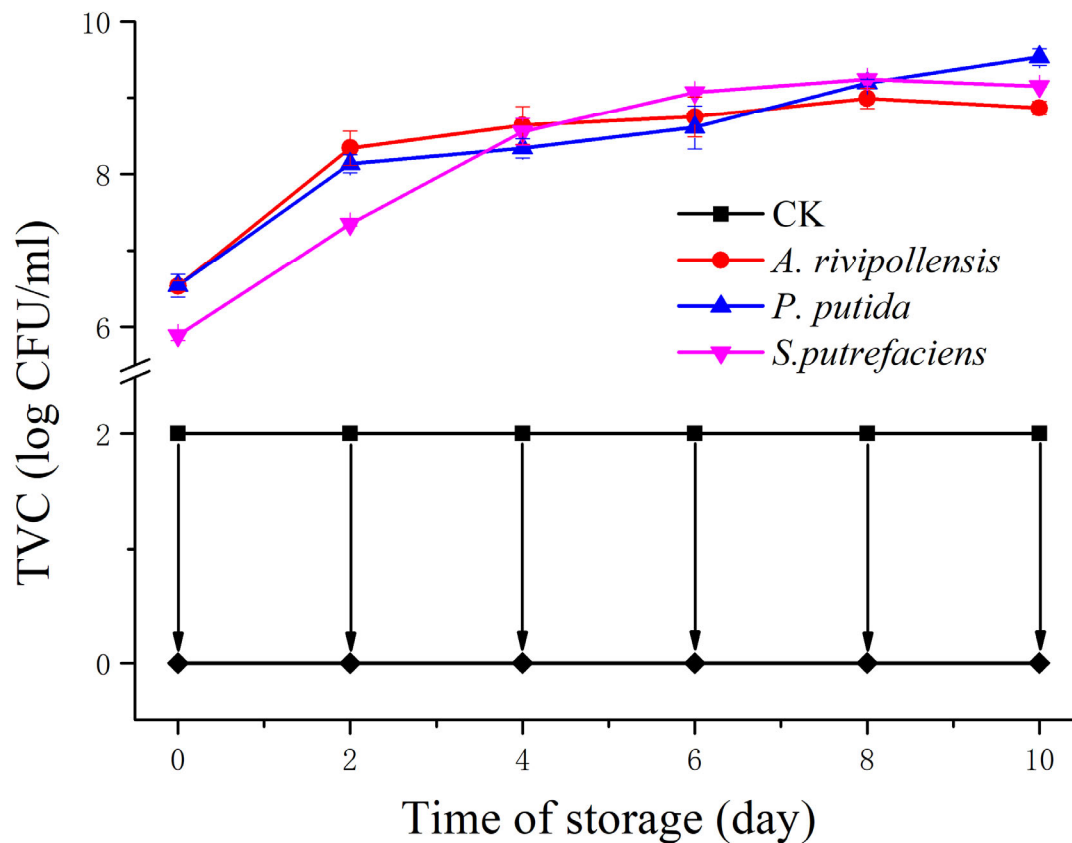 10
8
6
2
0
TVC (log CFU/ml)
CK
A. rivipollensis
P. putida
S.putrefaciens
0 2 4 6 8 10
Time of storage (day)